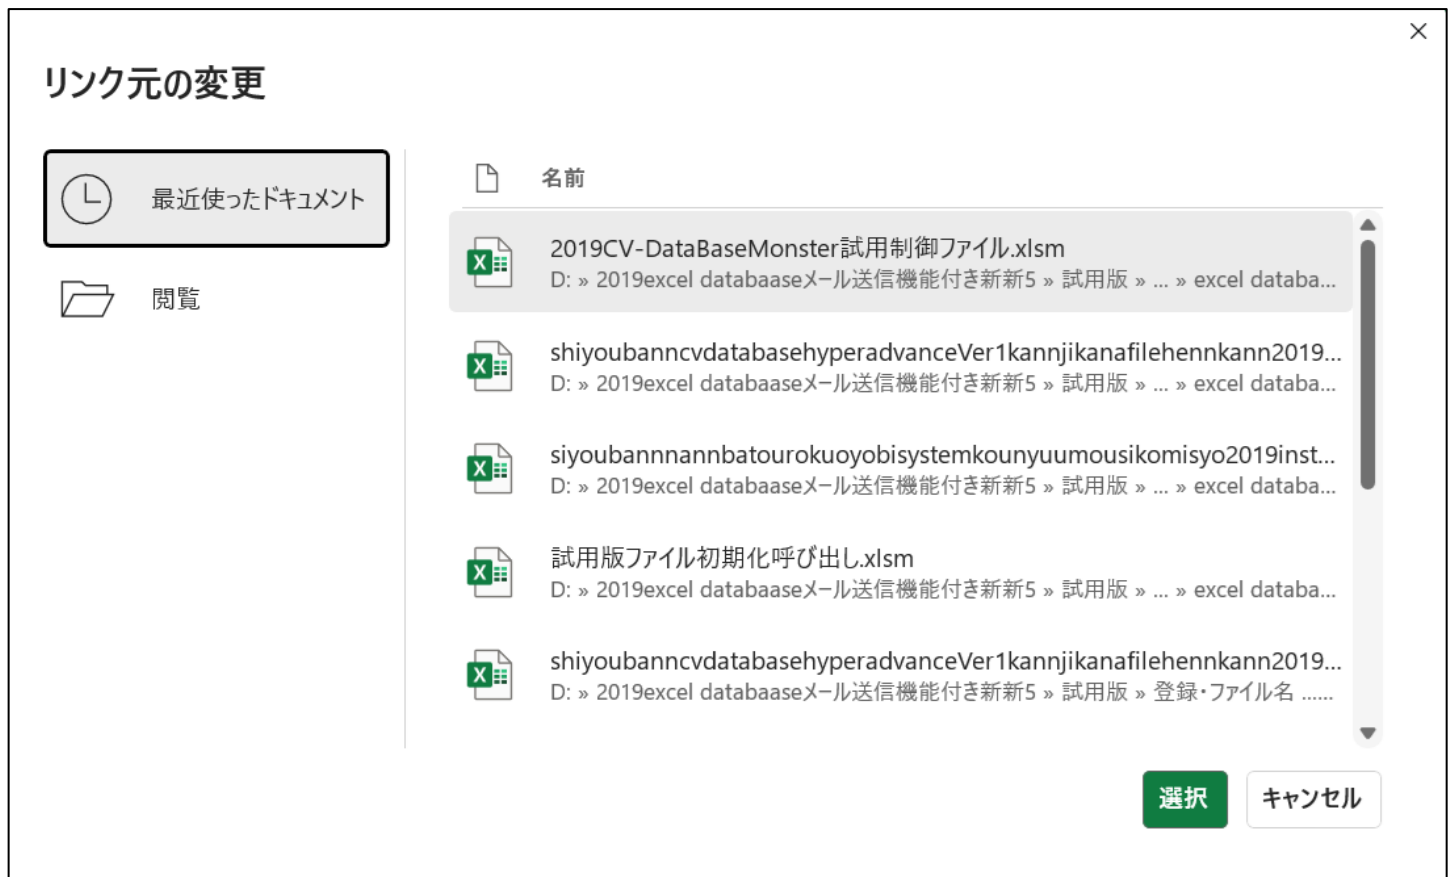 リンク元の変更
最近使ったドキュメント
閲覧
名前
2019CV-DataBaseMonster試用制御ファイル.xlsm
D: » 2019excel databaaseメール送信機能付き新新5 » 試用版 » ... » excel databa...
shiyoubanncvdatabasehyperadvanceVer1kannjikanafilehennkann2019...
D: » 2019excel databaaseメール送信機能付き新新5 » 試用版 » ... » excel databa...
siyoubannnannbatourokuoyobisystemkounyuumousikomisyo2019inst...
D: » 2019excel databaaseメール送信機能付き新新5 » 試用版 » ... » excel databa...
試用版ファイル初期化呼び出し.xlsm
D: » 2019excel databaaseメール送信機能付き新新5 » 試用版 » ... » excel databa...
shiyoubanncvdatabasehyperadvanceVer1kannjikanafilehennkann2019...
D: » 2019excel databaaseメール送信機能付き新新5 » 試用版 » 登録・ファイル名 ......
選択
キャンセル